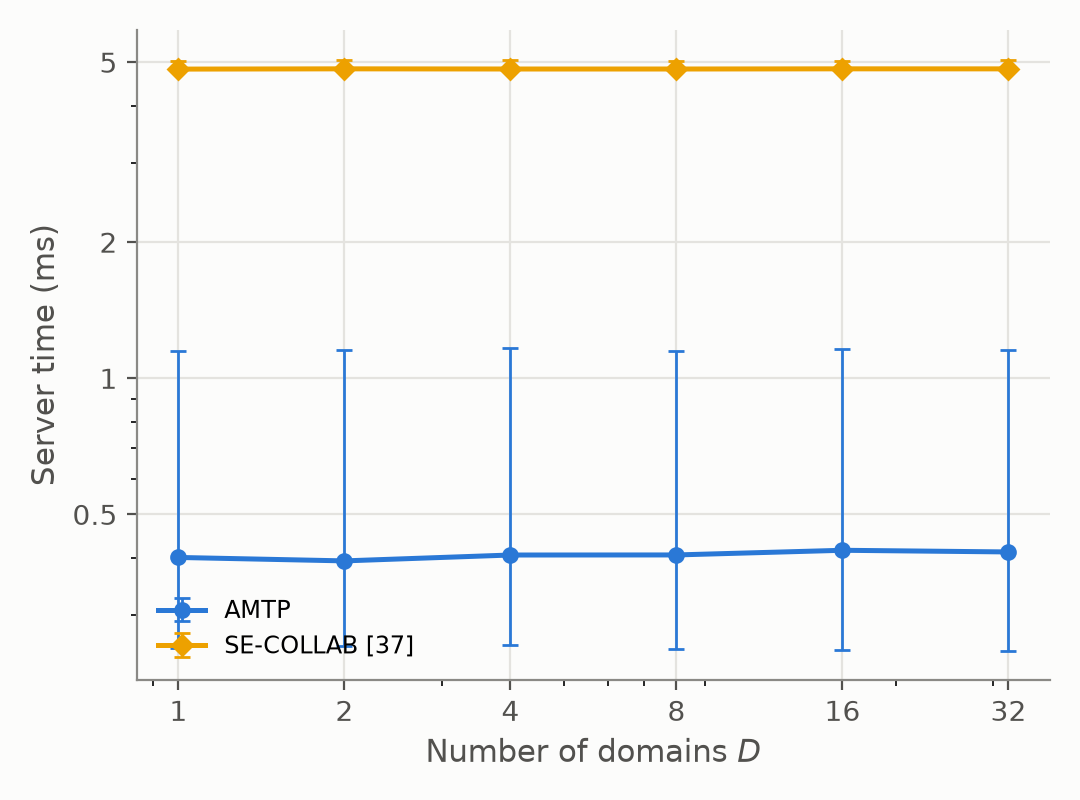 5
2
1
0.5
Server time (ms)
AMTP
SE-COLLAB [37]
1 2 4 8 16 32
Number of domains D